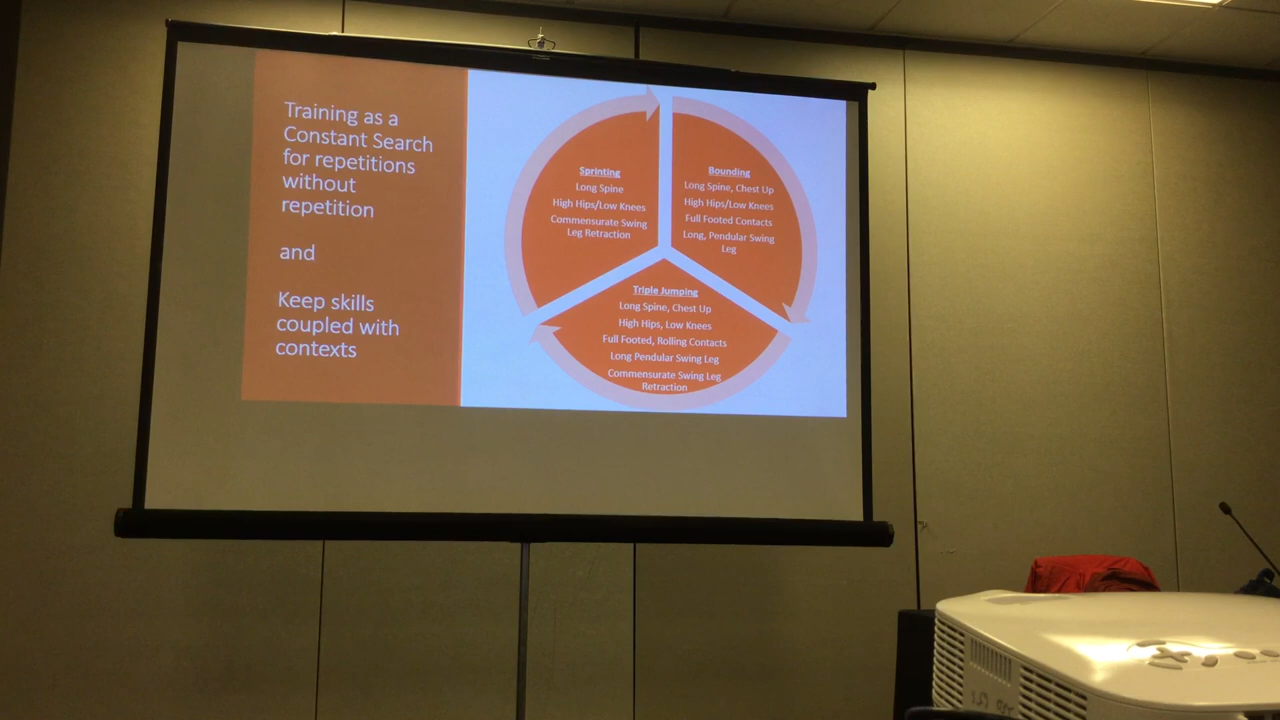 Training as a
Constant Search
for repetitions
without
repetition
and
Keep skills
coupled with
contexts
Sprinting
Long Spine
High Hips/Low Knees
Commensurate Swing
Leg Retraction
Bounding
Long Spine, Chest Up
High Hips/Low Knees
Full Footed Contacts
Long, Pendular Swing
Leg
Triple Jumping
Long Spine, Chest Up
High Hips, Low Knees
Full Footed, Rolling Contacts
Long Pendular Swing Leg
Commensurate Swing Leg
Retraction